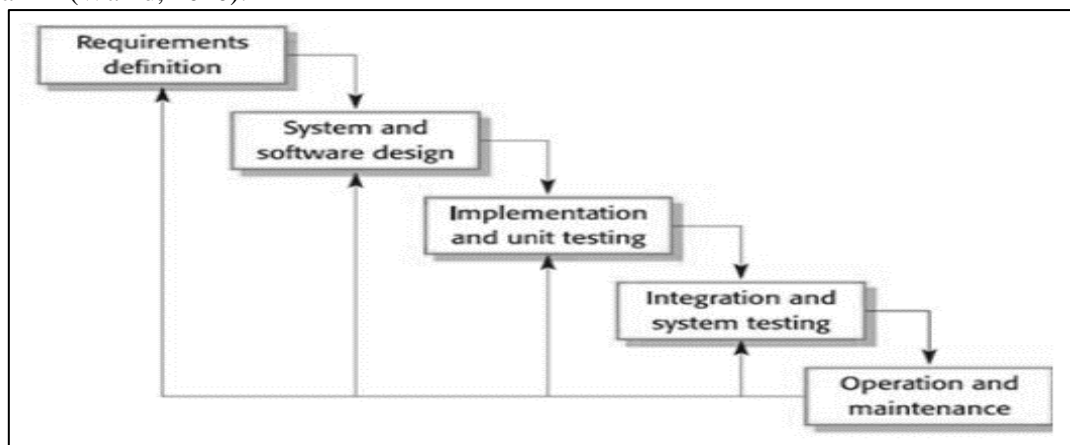 Requirements
definition
System and
software design
Implementation
and unit testing
Integration and
system testing
Operation and
maintenance